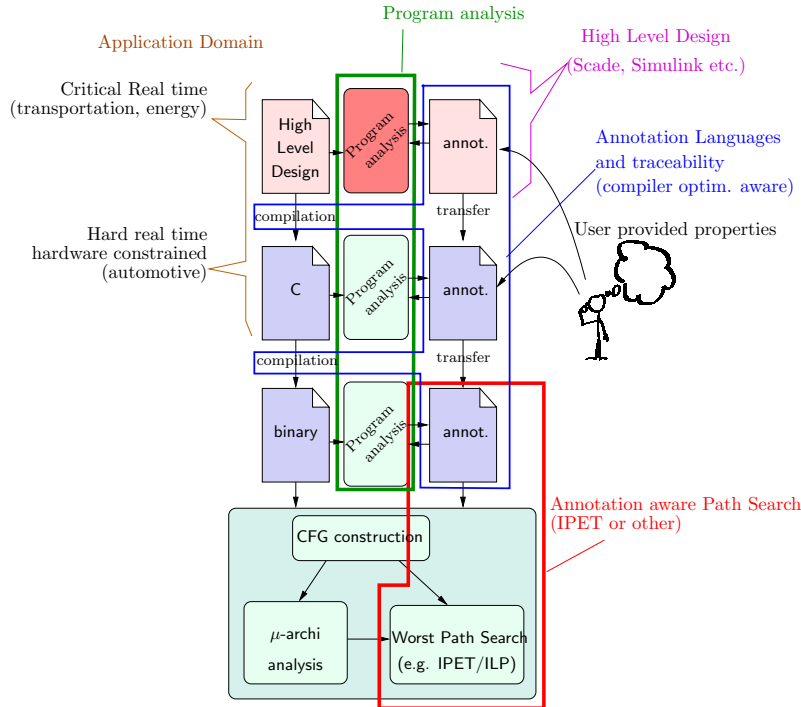 Program analysis
Application Domain
High Level Design
(Scade, Simulink etc.)
Critical Real time
(transportation, energy)
High
Level
Design
Program
analysis
annot.
Annotation Languages
and traceability
(compiler optim. aware)
compilation
transfer
User provided properties
Hard real time
hardware constrained
(automotive)
C
Program
analysis
annot.
compilation
transfer
binary
Program
analysis
annot.
Annotation aware Path Search
(IPET or other)
CFG construction
μ-archi
analysis
Worst Path Search
(e.g. IPET/ILP)